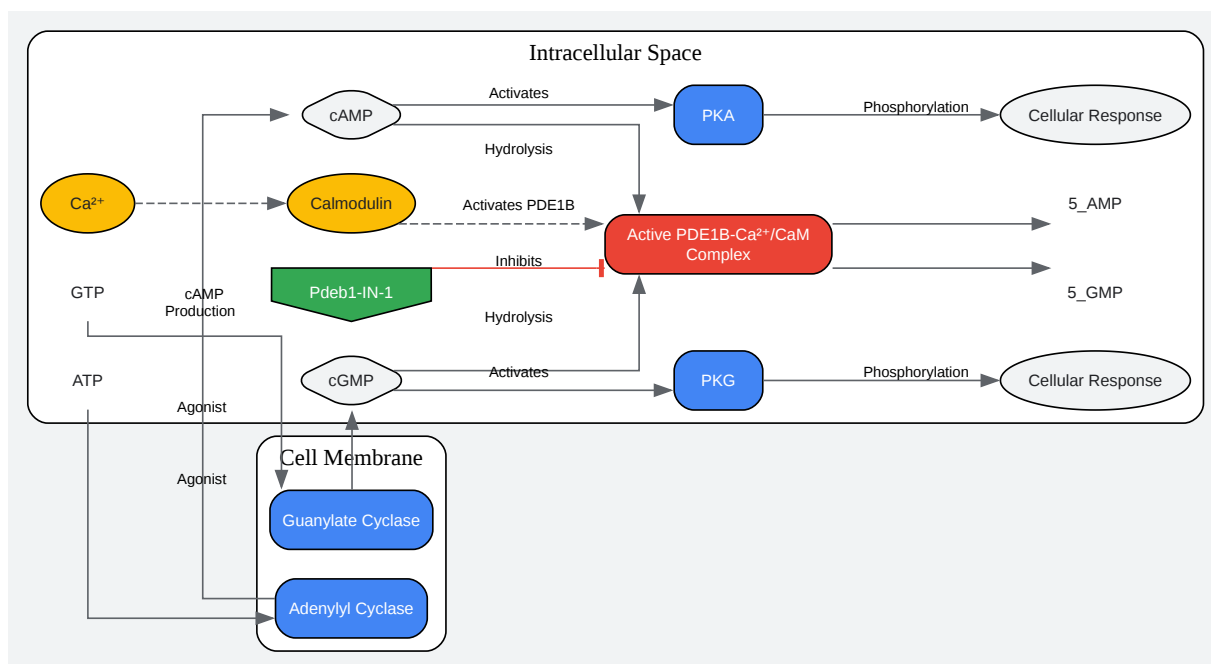 Intracellular Space
Activates
cAMP
PKA
Phosphorylation
Cellular Response
Hydrolysis
Ca²⁺
Calmodulin
Activates PDE1B
5_AMP
Active PDE1B-Ca²⁺/CaM
Complex
Inhibits
GTP
cAMP
Production
Pdeb1-IN-1
5_GMP
Hydrolysis
ATP
cGMP
Activates
PKG
Phosphorylation
Cellular Response
Agonist
Cell Membrane
Agonist
Guanylate Cyclase
Adenylyl Cyclase